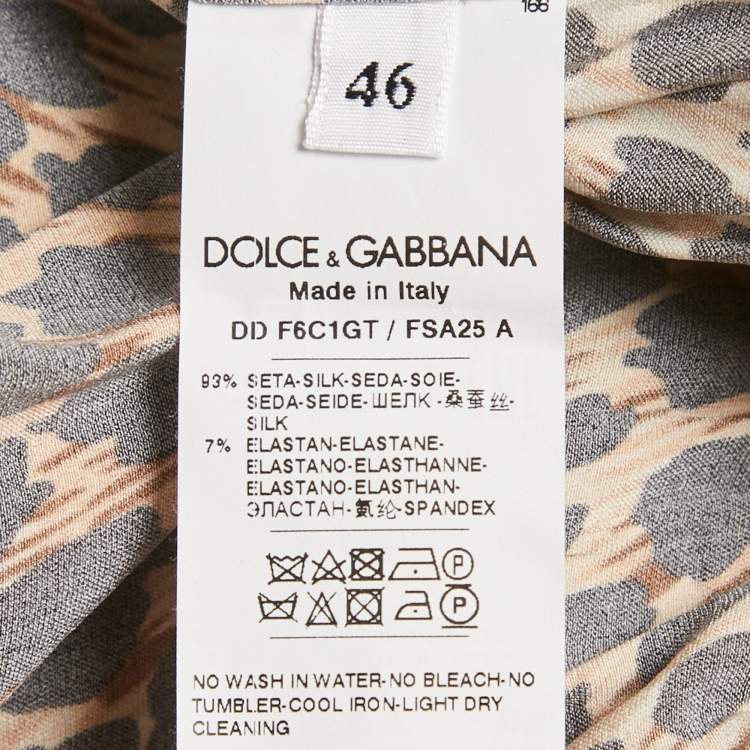 166
46
DOLCE & GABBANA
Made in Italy
DD F6C1GT / FSA25 A
93% SETA-SILK-SEDA-SOIE-
SEDA-SEIDE-ШЕЛК -桑蚕丝-
SILK
7% ELASTAN-ELASTANE-
ELASTANO-ELASTHANNE-
ELASTANO-ELASTHAN-
ЭЛАСТАН-氨纶-SPANDEX
P
P
NO WASH IN WATER-NO BLEACH-NO
TUMBLER-COOL IRON-LIGHT DRY
CLEANING